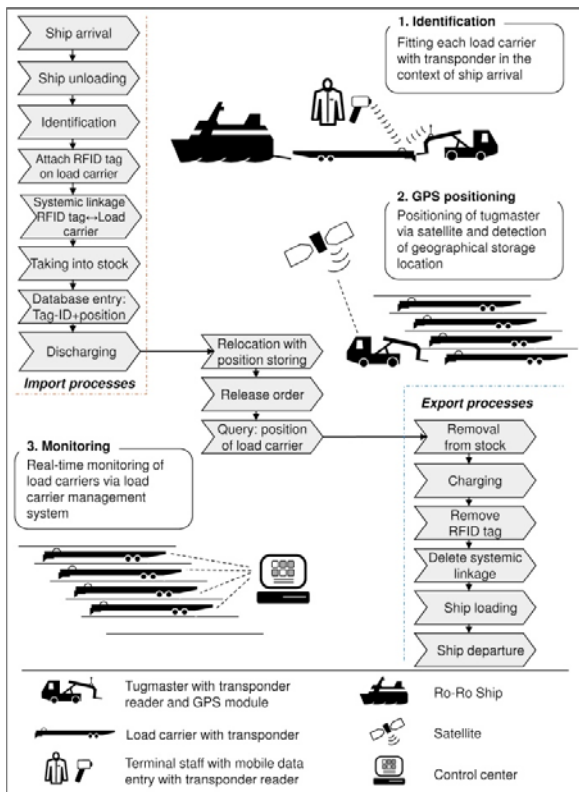 Ship arrival
Ship unloading
Identification
Attach RFID tag
on load carrier
Systemic linkage
RFID tag↔Load
carrier
Taking into stock
Database entry:
Tag-ID+position
Discharging
Import processes
1. Identification
Fitting each load carrier
with transponder in the
context of ship arrival
2. GPS positioning
Positioning of tugmaster
via satellite and detection
of geographical storage
location
Relocation with
position storing
Release order
Query: position
of load carrier
3. Monitoring
Real-time monitoring of
load carriers via load
carrier management
system
Export processes
Removal
from stock
Charging
Remove
RFID tag
Delete systemic
linkage
Ship loading
Ship departure
Tugmaster with transponder
reader and GPS module
Load carrier with transponder
Terminal staff with mobile data
entry with transponder reader
Ro-Ro Ship
Satellite
Control center